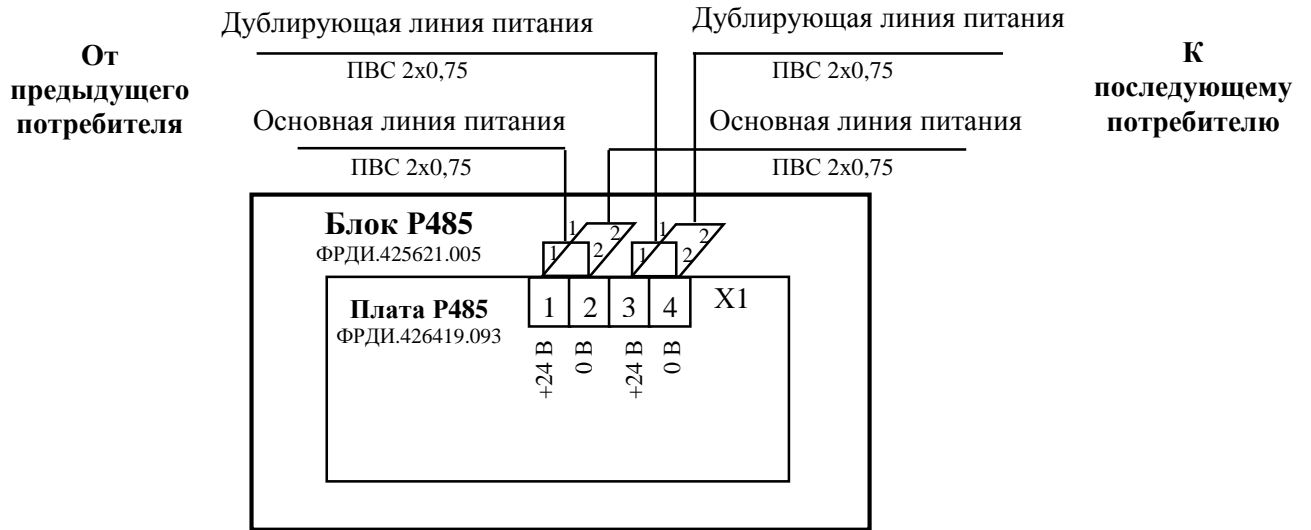 Дублирующая линия питания
Дублирующая линия питания
От
предыдущего
потребителя
ПВС 2х0,75
ПВС 2х0,75
К
последующему
потребителю
Основная линия питания
Основная линия питания
ПВС 2х0,75
ПВС 2х0,75
Блок Р485
ФРДИ.425621.005
1 2 1 2
1 2 1 2
Плата Р485
ФРДИ.426419.093
1 2 3 4 X1
+24 В
0 В
+24 В
0 В